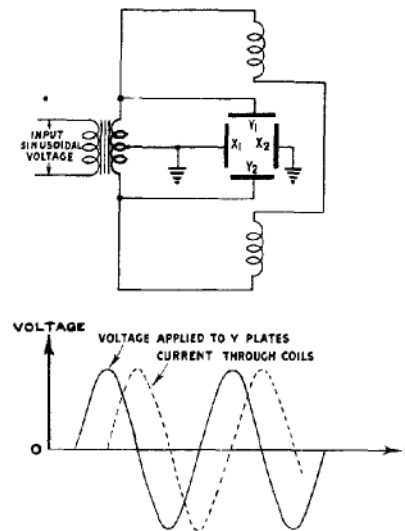 INPUT
SINUSOIDAL
VOLTAGE
Y1
X1 X2
Y2
VOLTAGE
VOLTAGE APPLIED TO Y PLATES
CURRENT THROUGH COILS
O